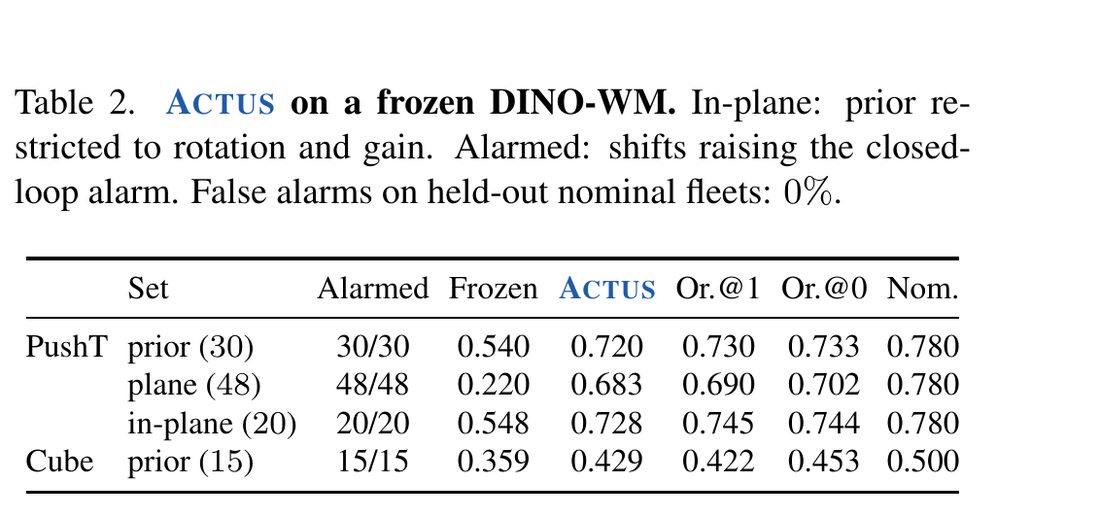 Table 2. ACTUS on a frozen DINO-WM. In-plane: prior re-
stricted to rotation and gain. Alarmed: shifts raising the closed-
loop alarm. False alarms on held-out nominal fleets: 0%.
Set Alarmed Frozen ACTUS Or.@1 Or.@0 Nom.
PushT prior (30) 30/30 0.540 0.720 0.730 0.733 0.780
plane (48) 48/48 0.220 0.683 0.690 0.702 0.780
in-plane (20) 20/20 0.548 0.728 0.745 0.744 0.780
Cube prior (15) 15/15 0.359 0.429 0.422 0.453 0.500